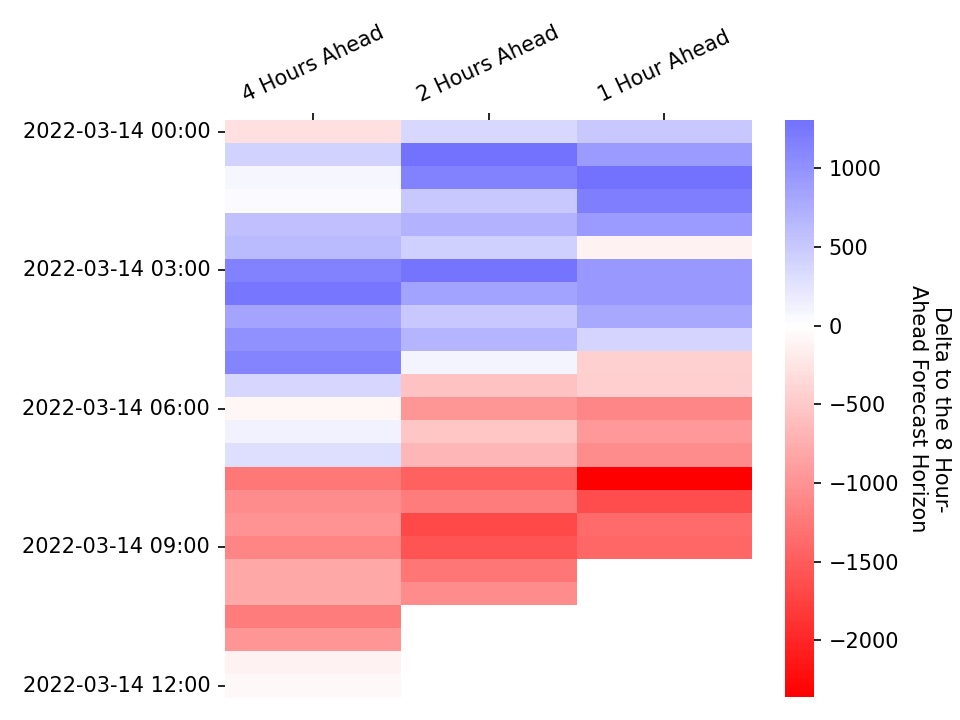 4 Hours Ahead
2 Hours Ahead
1 Hour Ahead
2022-03-14 00:00
2022-03-14 03:00
2022-03-14 06:00
2022-03-14 09:00
2022-03-14 12:00
1000
500
0
−500
−1000
−1500
−2000
Delta to the 8 Hour-
Ahead Forecast Horizon